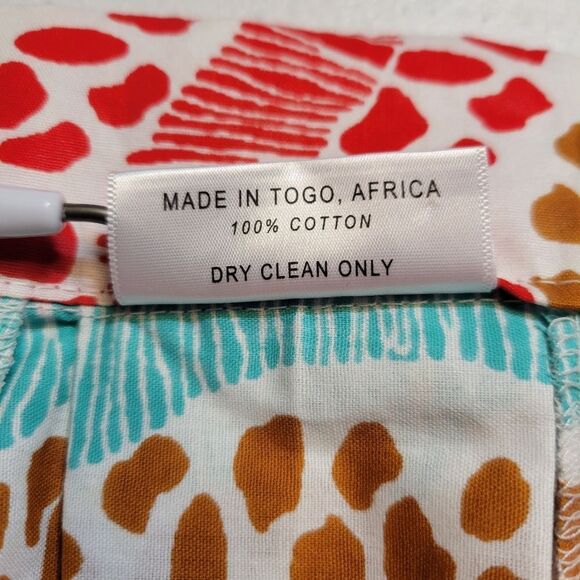 MADE IN TOGO, AFRICA
100% COTTON
DRY CLEAN ONLY